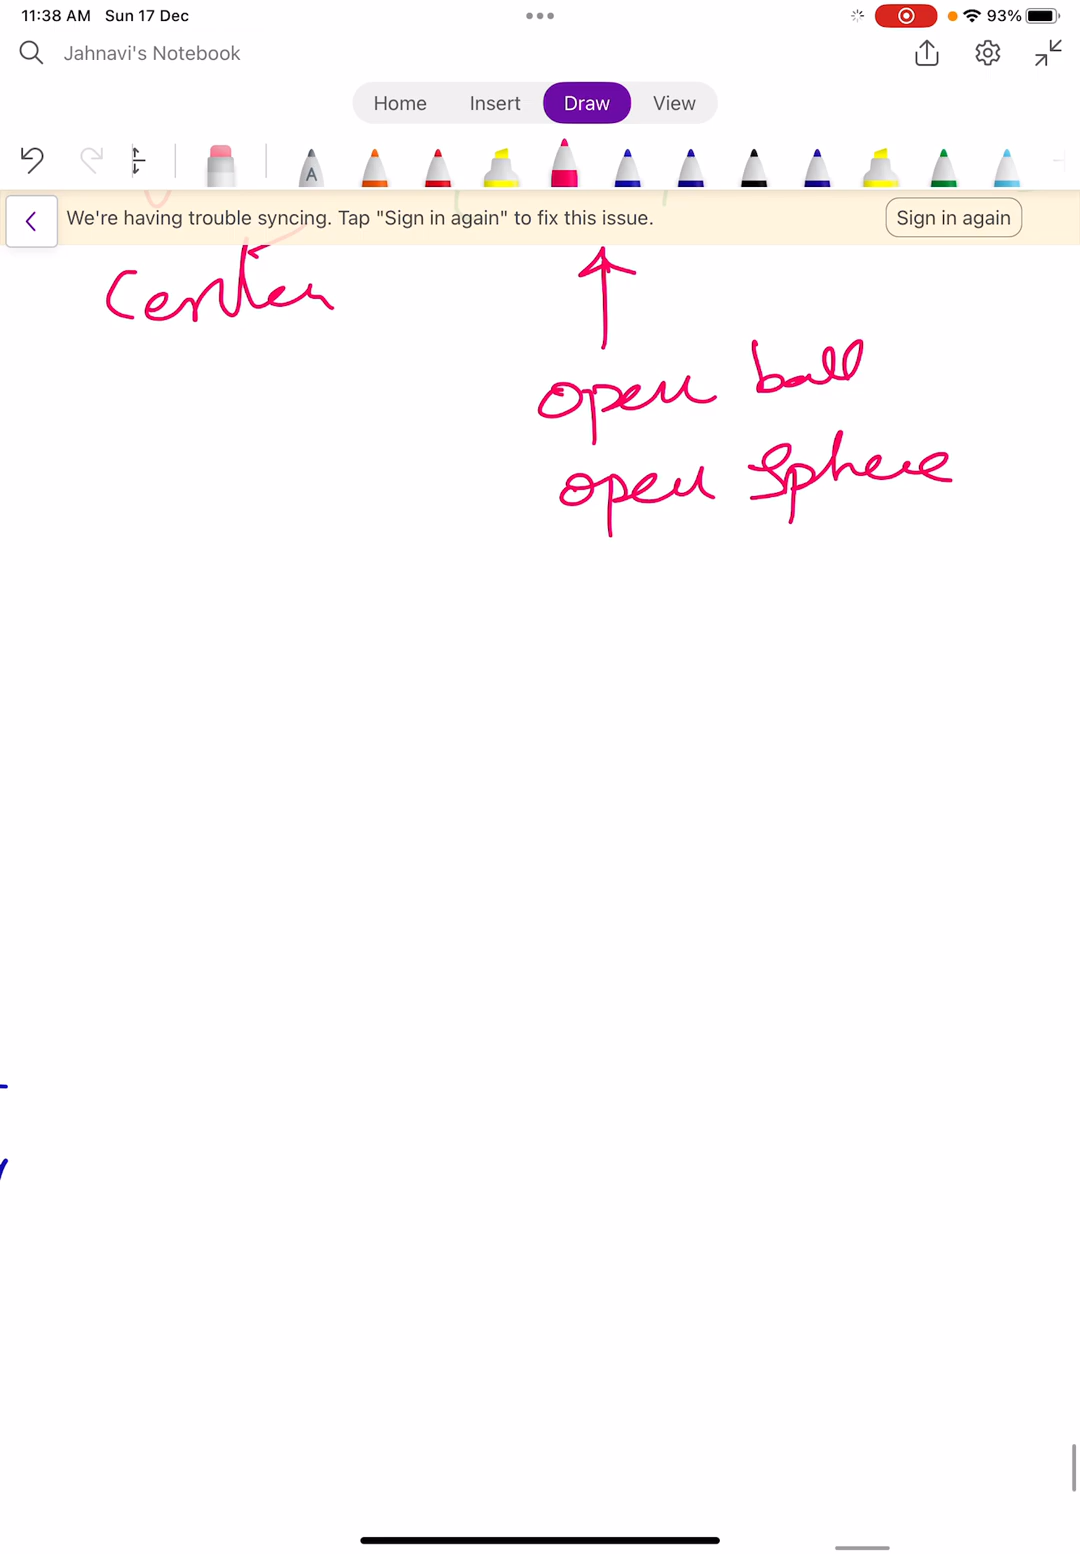 11:38 AM Sun 17 Dec 93%
Jahnavi's Notebook
Home Insert Draw View
A
We're having trouble syncing. Tap "Sign in again" to fix this issue. Sign in again
Center
open ball
open Sphere